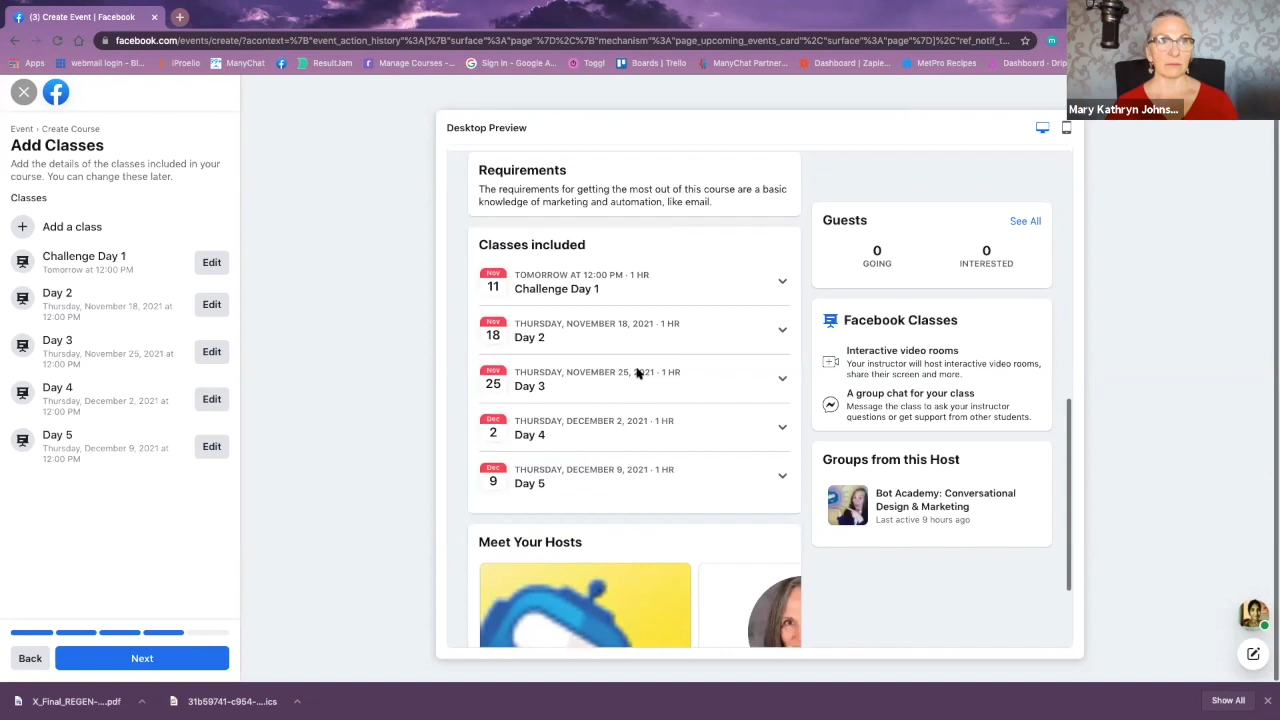 (3) Create Event | Facebook
facebook.com/events/create/?acontext=%7B"event_action_history"%3A[%7B"surface"%3A"page"%7D%2C%7B"mechanism"%3A"page_upcoming_events_card"%2C"surface"%3A"page"%7D]%2C"ref_notif_t...
Apps
webmail login - Bl...
iProelio
ManyChat
ResultJam
Manage Courses -...
Sign in - Google A...
Toggl
Boards | Trello
ManyChat Partner...
Dashboard | Zapie...
MetPro Recipes
Dashboard · Drip
Mary Kathryn Johns...
Event › Create Course
Add Classes
Add the details of the classes included in your
course. You can change these later.
Classes
Add a class
Challenge Day 1
Tomorrow at 12:00 PM
Edit
Day 2
Thursday, November 18, 2021 at
12:00 PM
Edit
Day 3
Thursday, November 25, 2021 at
12:00 PM
Edit
Day 4
Thursday, December 2, 2021 at
12:00 PM
Edit
Day 5
Thursday, December 9, 2021 at
12:00 PM
Edit
Back
Next
Desktop Preview
Requirements
The requirements for getting the most out of this course are a basic
knowledge of marketing and automation, like email.
Classes included
Nov
11
TOMORROW AT 12:00 PM · 1 HR
Challenge Day 1
Nov
18
THURSDAY, NOVEMBER 18, 2021 · 1 HR
Day 2
Nov
25
THURSDAY, NOVEMBER 25, 2021 · 1 HR
Day 3
Dec
2
THURSDAY, DECEMBER 2, 2021 · 1 HR
Day 4
Dec
9
THURSDAY, DECEMBER 9, 2021 · 1 HR
Day 5
Meet Your Hosts
Guests
See All
0
GOING
0
INTERESTED
Facebook Classes
Interactive video rooms
Your instructor will host interactive video rooms,
share their screen and more.
A group chat for your class
Message the class to ask your instructor
questions or get support from other students.
Groups from this Host
Bot Academy: Conversational
Design & Marketing
Last active 9 hours ago
X_Final_REGEN-....pdf
31b59741-c954-....ics
Show All